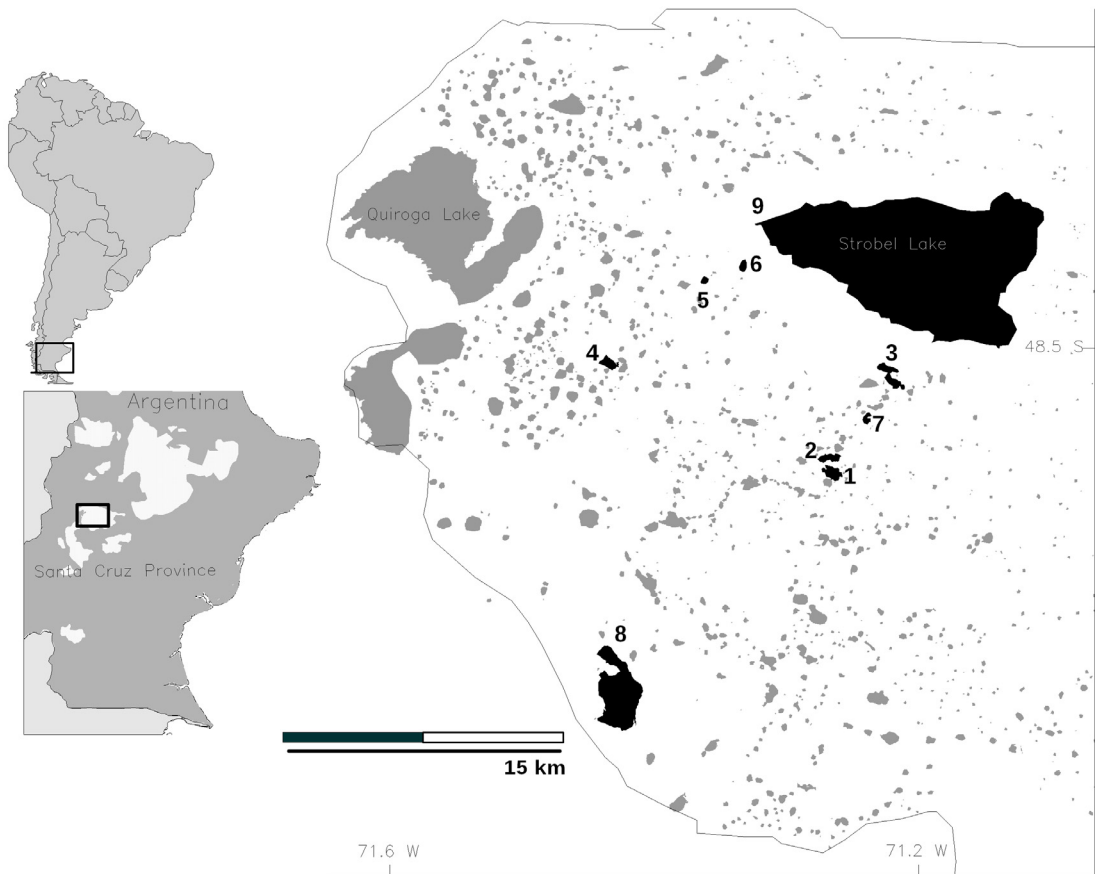 9
Quiroga Lake
Strobel Lake
6
5
48.5 S
4
3
Argentina
7
2
1
Santa Cruz Province
8
15 km
71.6 W
71.2 W